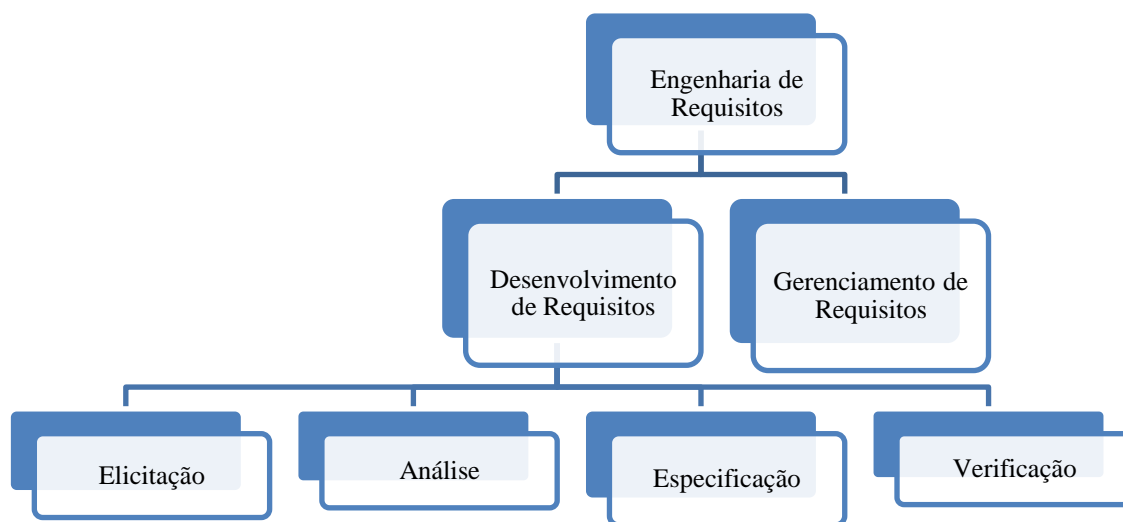 Engenharia de
Requisitos
Desenvolvimento
de Requisitos
Gerenciamento de
Requisitos
Elicitação
Análise
Especificação
Verificação